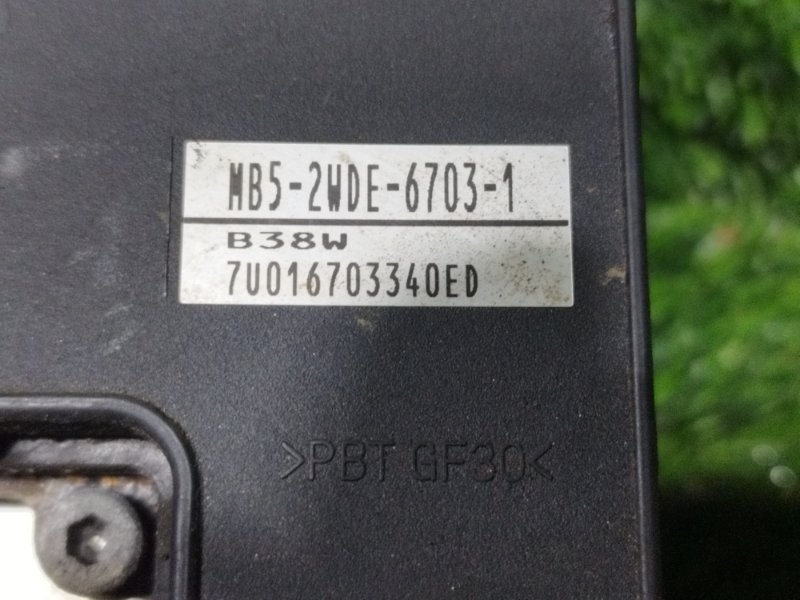 MB5-2WDE-6703-1
B38W
7U016703340ED
>PBT GF30<